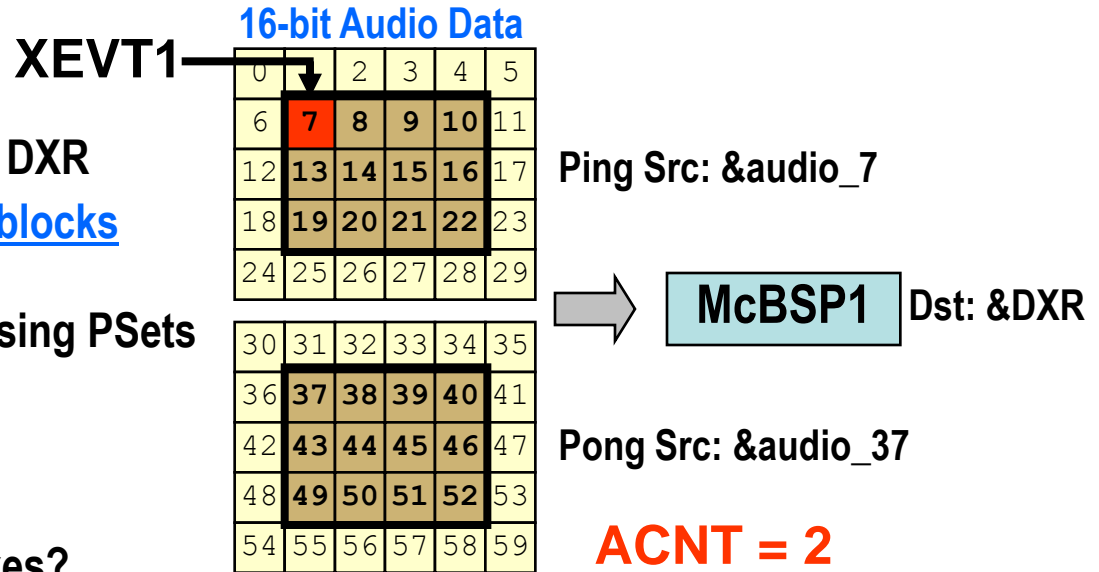 16-bit Audio Data
XEVT1
0 2 3 4 5
6 7 8 9 10 11
12 13 14 15 16 17
18 19 20 21 22 23
24 25 26 27 28 29
DXR
blocks
sing PSets
Ping Src: &audio_7
McBSP1
Dst: &DXR
30 31 32 33 34 35
36 37 38 39 40 41
42 43 44 45 46 47
48 49 50 51 52 53
54 55 56 57 58 59
Pong Src: &audio_37
ACNT = 2